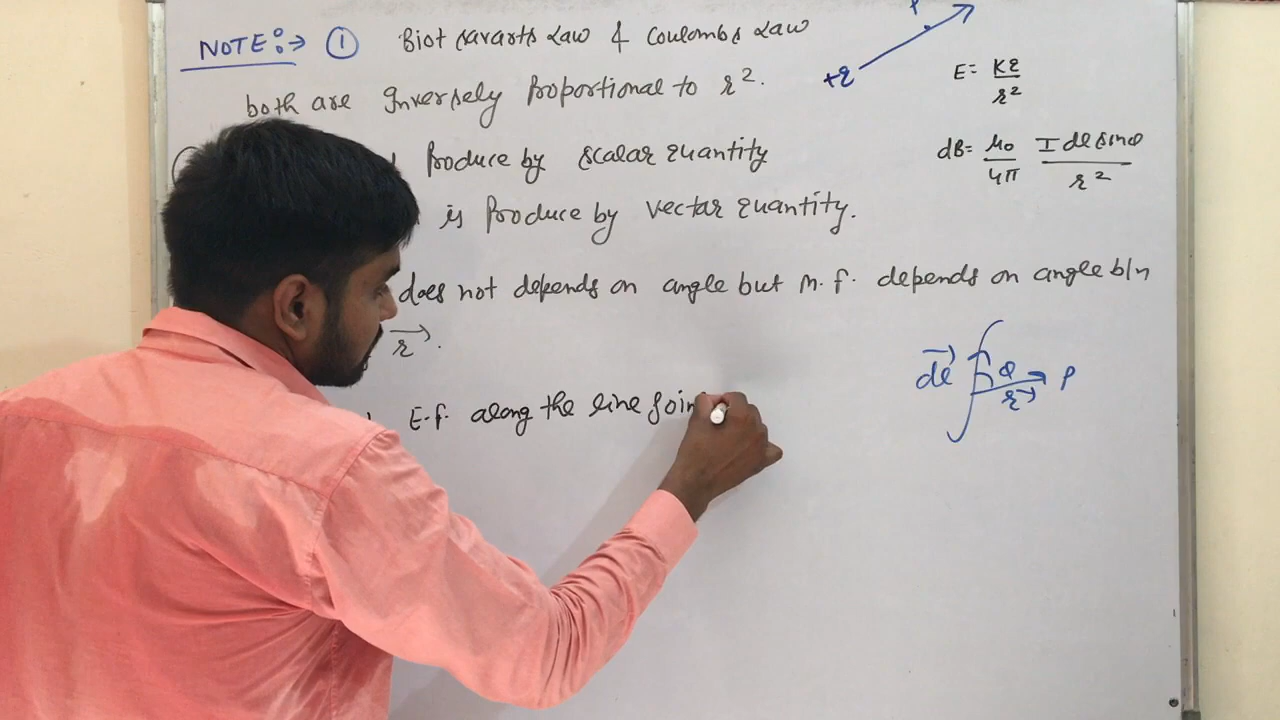 NOTE:→ ① Biot savarts Law & Coulombs Law
both are Inversely Proportional to r².
Produce by scalar quantity
is Produce by vectar quantity.
does not depends on angle but M.f. depends on angle b/n
r⃗.
E.f. along the line Join
P
+q
E = Kq/r²
dB = μ₀/4π I dl sinθ/r²
dl⃗ θ r⃗ P